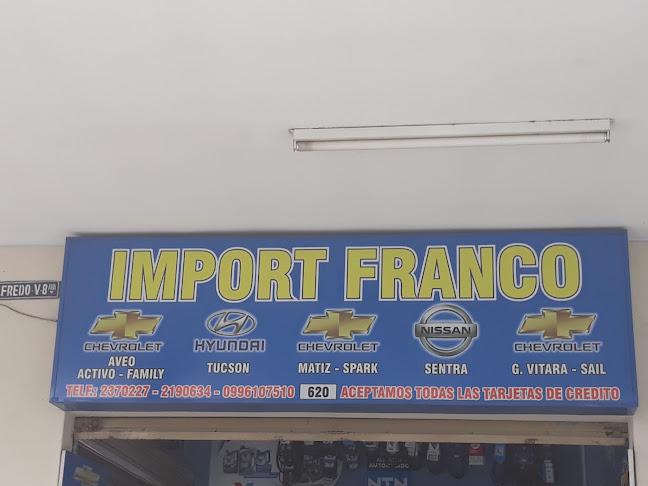 IMPORT FRANCO
FREDO V8
CHEVROLET HYUNDAI CHEVROLET NISSAN CHEVROLET
AVEO
ACTIVO - FAMILY TUCSON MATIZ - SPARK SENTRA G. VITARA - SAIL
TELF: 2370227 - 2190634 - 0996107510 620 ACEPTAMOS TODAS LAS TARJETAS DE CREDITO
NTN